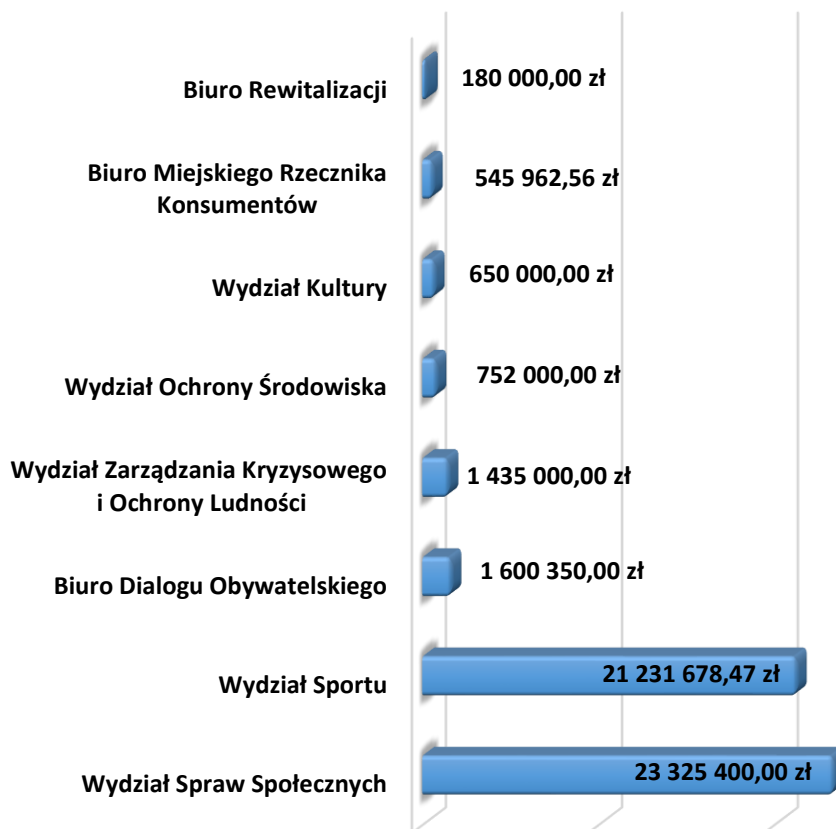 Biuro Rewitalizacji
180 000,00 zł
Biuro Miejskiego Rzecznika
Konsumentów
545 962,56 zł
Wydział Kultury
650 000,00 zł
Wydział Ochrony Środowiska
752 000,00 zł
Wydział Zarządzania Kryzysowego
i Ochrony Ludności
1 435 000,00 zł
Biuro Dialogu Obywatelskiego
1 600 350,00 zł
Wydział Sportu
21 231 678,47 zł
Wydział Spraw Społecznych
23 325 400,00 zł